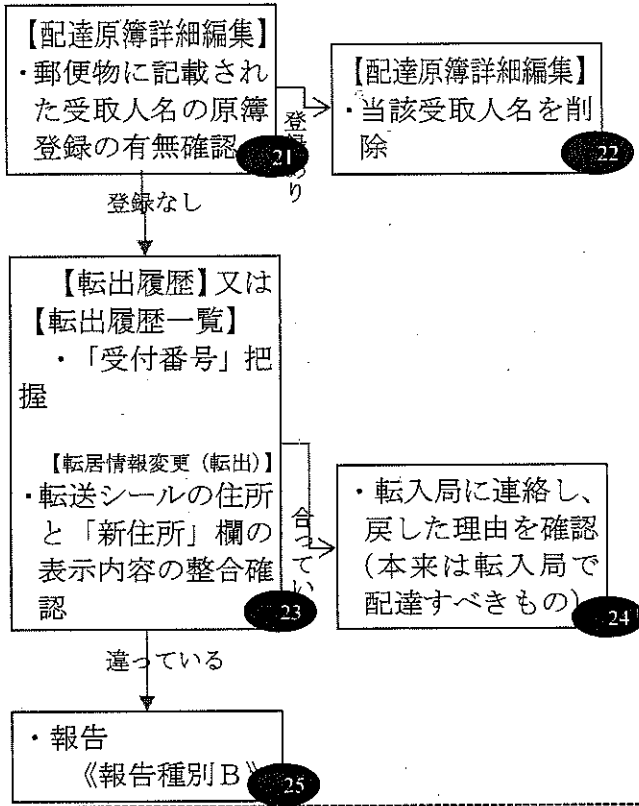 【配達原簿詳細編集】
・郵便物に記載され
た受取人名の原簿
登録の有無確認
21
登録あり
【配達原簿詳細編集】
・当該受取人名を削
除
22
登録なし
【転出履歴】又は
【転出履歴一覧】
・「受付番号」把
握
【転居情報変更（転出）】
・転送シールの住所
と「新住所」欄の
表示内容の整合確
認
23
合ってい
・転入局に連絡し、
戻した理由を確認
(本来は転入局で
配達すべきもの)
24
違っている
・報告
《報告種別B》
25